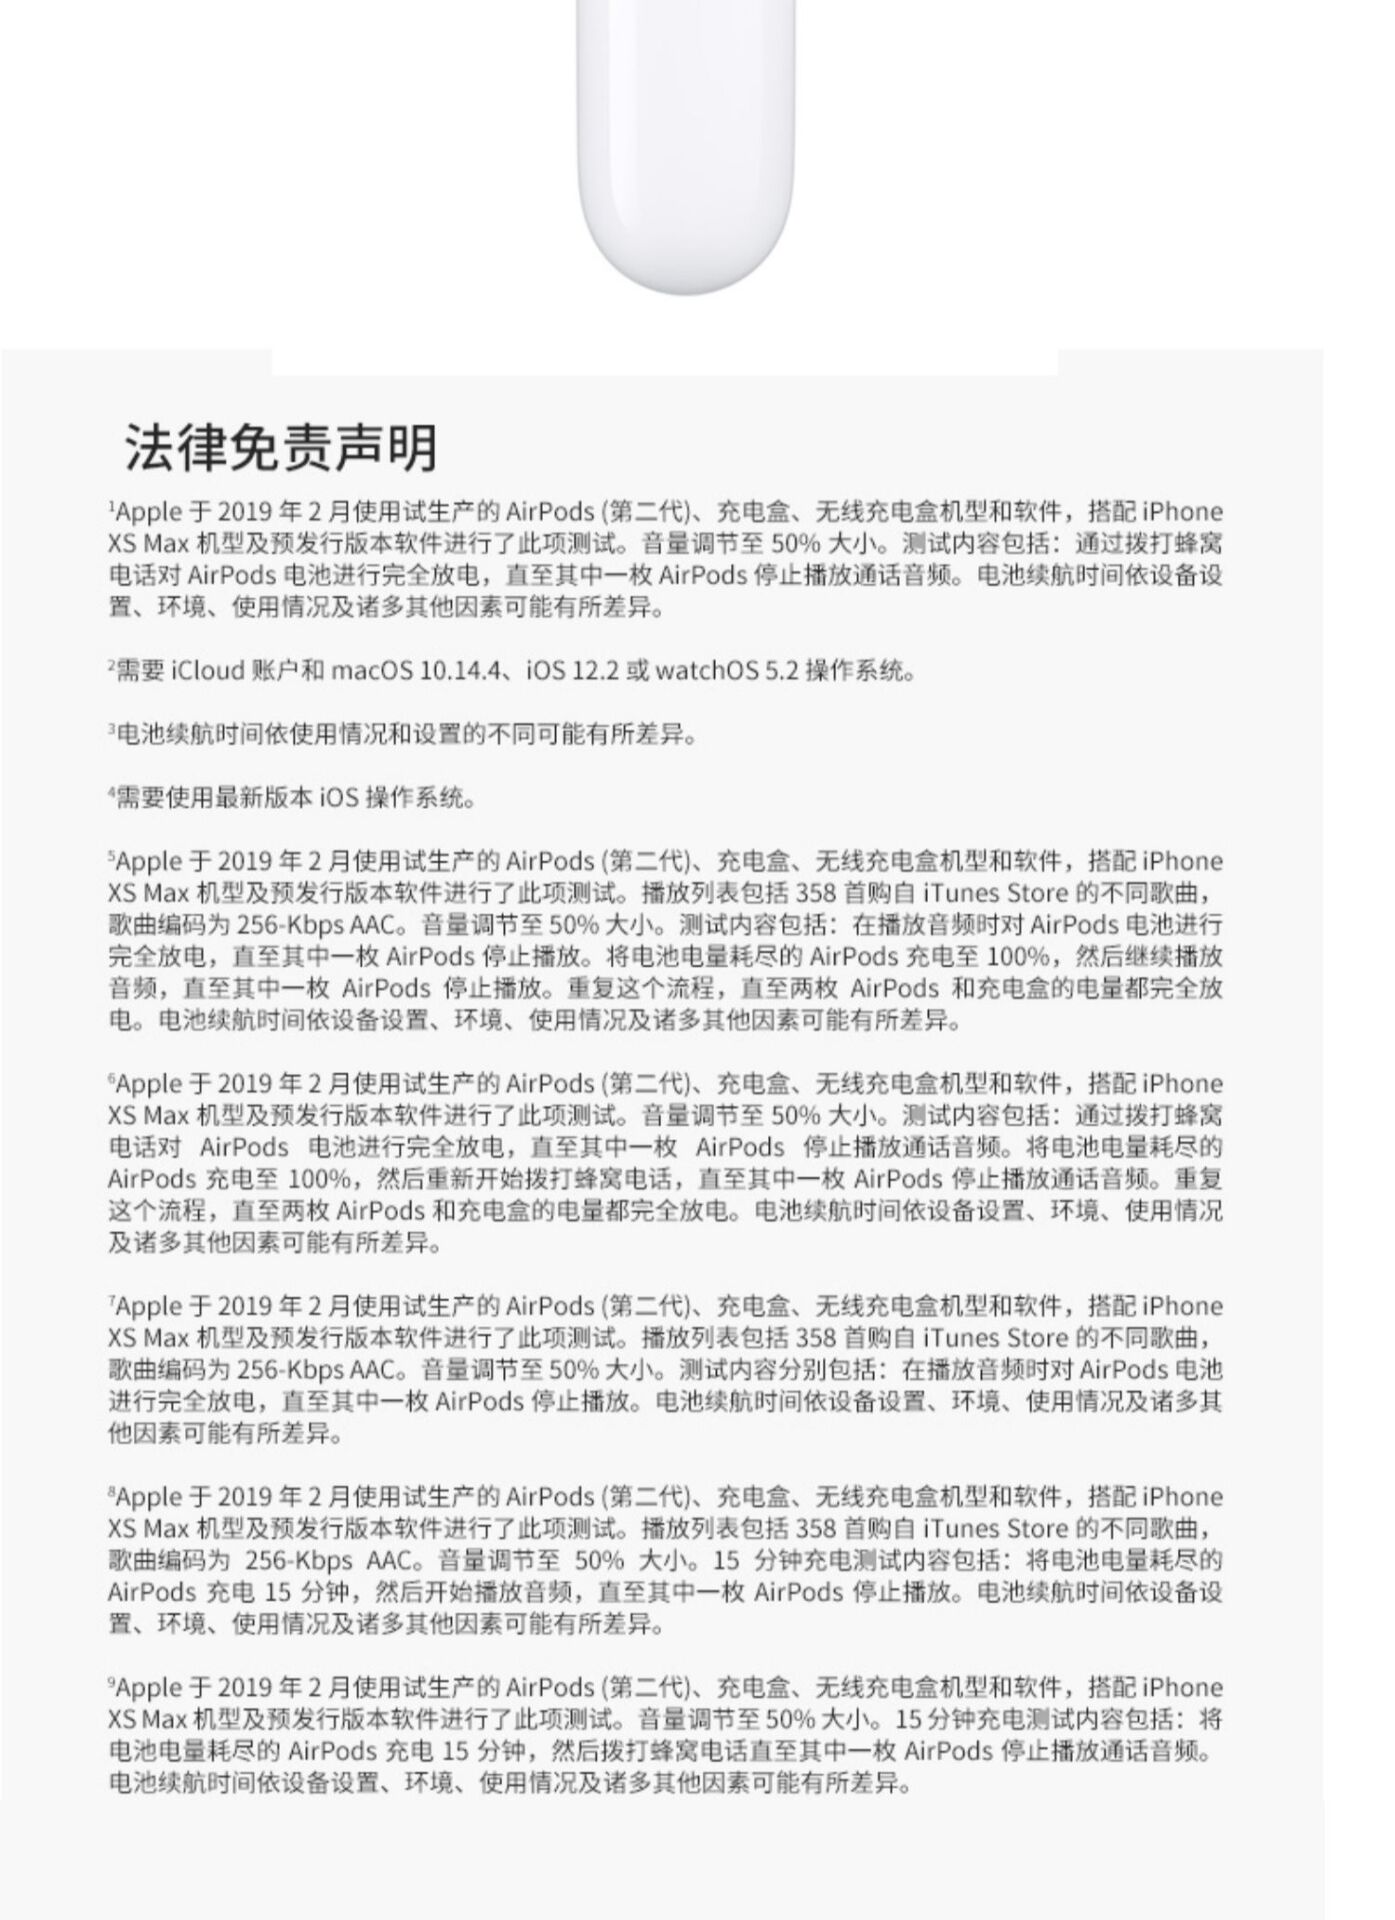 法律免责声明
¹Apple 于 2019 年 2 月使用试生产的 AirPods (第二代)、充电盒、无线充电盒机型和软件，搭配 iPhone
XS Max 机型及预发行版本软件进行了此项测试。音量调节至 50% 大小。测试内容包括：通过拨打蜂窝
电话对 AirPods 电池进行完全放电，直至其中一枚 AirPods 停止播放通话音频。电池续航时间依设备设
置、环境、使用情况及诸多其他因素可能有所差异。
²需要 iCloud 账户和 macOS 10.14.4、iOS 12.2 或 watchOS 5.2 操作系统。
³电池续航时间依使用情况和设置的不同可能有所差异。
⁴需要使用最新版本 iOS 操作系统。
⁵Apple 于 2019 年 2 月使用试生产的 AirPods (第二代)、充电盒、无线充电盒机型和软件，搭配 iPhone
XS Max 机型及预发行版本软件进行了此项测试。播放列表包括 358 首购自 iTunes Store 的不同歌曲，
歌曲编码为 256-Kbps AAC。音量调节至 50% 大小。测试内容包括：在播放音频时对 AirPods 电池进行
完全放电，直至其中一枚 AirPods 停止播放。将电池电量耗尽的 AirPods 充电至 100%，然后继续播放
音频，直至其中一枚 AirPods 停止播放。重复这个流程，直至两枚 AirPods 和充电盒的电量都完全放
电。电池续航时间依设备设置、环境、使用情况及诸多其他因素可能有所差异。
⁶Apple 于 2019 年 2 月使用试生产的 AirPods (第二代)、充电盒、无线充电盒机型和软件，搭配 iPhone
XS Max 机型及预发行版本软件进行了此项测试。音量调节至 50% 大小。测试内容包括：通过拨打蜂窝
电话对 AirPods 电池进行完全放电，直至其中一枚 AirPods 停止播放通话音频。将电池电量耗尽的
AirPods 充电至 100%，然后重新开始拨打蜂窝电话，直至其中一枚 AirPods 停止播放通话音频。重复
这个流程，直至两枚 AirPods 和充电盒的电量都完全放电。电池续航时间依设备设置、环境、使用情况
及诸多其他因素可能有所差异。
⁷Apple 于 2019 年 2 月使用试生产的 AirPods (第二代)、充电盒、无线充电盒机型和软件，搭配 iPhone
XS Max 机型及预发行版本软件进行了此项测试。播放列表包括 358 首购自 iTunes Store 的不同歌曲，
歌曲编码为 256-Kbps AAC。音量调节至 50% 大小。测试内容分别包括：在播放音频时对 AirPods 电池
进行完全放电，直至其中一枚 AirPods 停止播放。电池续航时间依设备设置、环境、使用情况及诸多其
他因素可能有所差异。
⁸Apple 于 2019 年 2 月使用试生产的 AirPods (第二代)、充电盒、无线充电盒机型和软件，搭配 iPhone
XS Max 机型及预发行版本软件进行了此项测试。播放列表包括 358 首购自 iTunes Store 的不同歌曲，
歌曲编码为 256-Kbps AAC。音量调节至 50% 大小。15 分钟充电测试内容包括：将电池电量耗尽的
AirPods 充电 15 分钟，然后开始播放音频，直至其中一枚 AirPods 停止播放。电池续航时间依设备设
置、环境、使用情况及诸多其他因素可能有所差异。
⁹Apple 于 2019 年 2 月使用试生产的 AirPods (第二代)、充电盒、无线充电盒机型和软件，搭配 iPhone
XS Max 机型及预发行版本软件进行了此项测试。音量调节至 50% 大小。15 分钟充电测试内容包括：将
电池电量耗尽的 AirPods 充电 15 分钟，然后拨打蜂窝电话直至其中一枚 AirPods 停止播放通话音频。
电池续航时间依设备设置、环境、使用情况及诸多其他因素可能有所差异。